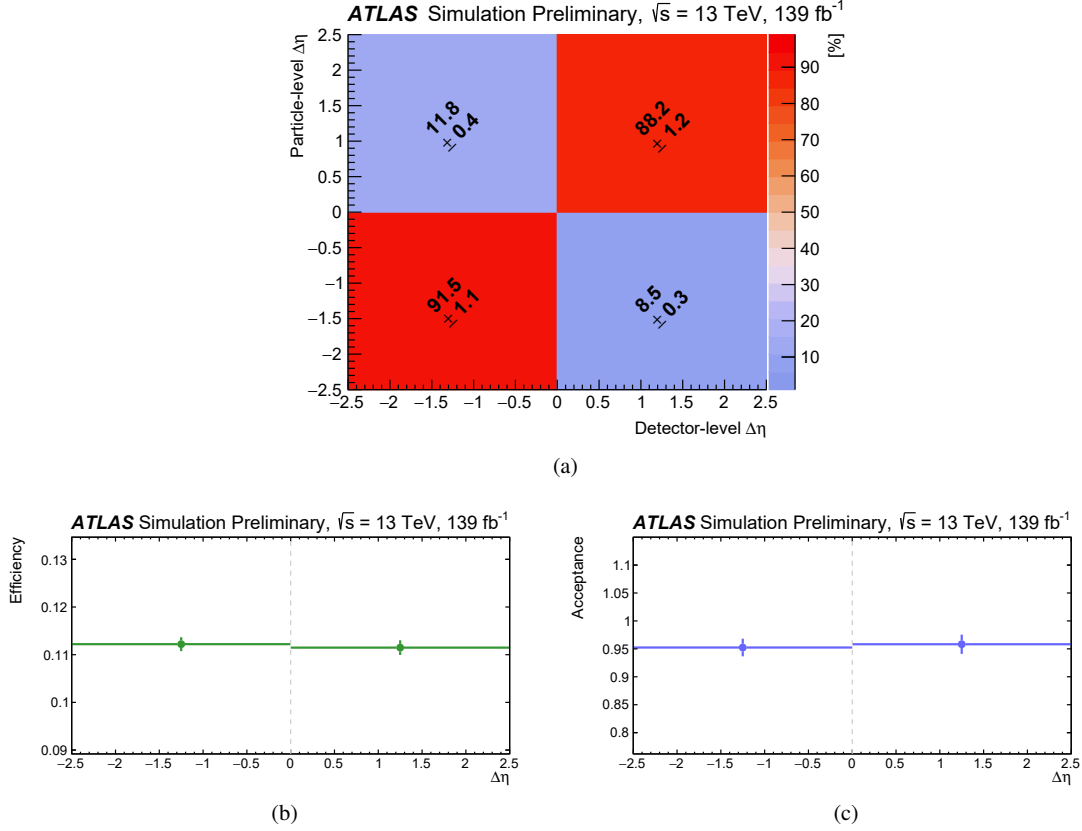 ATLAS Simulation Preliminary, √s = 13 TeV, 139 fb⁻¹
Particle-level Δη
2.5
2
1.5
1
0.5
0
−0.5
−1
−1.5
−2
−2.5
11.8
± 0.4
88.2
± 1.2
91.5
± 1.1
8.5
± 0.3
[%]
90
80
70
60
50
40
30
20
10
−2.5 −2 −1.5 −1 −0.5 0 0.5 1 1.5 2 2.5
Detector-level Δη
(a)
ATLAS Simulation Preliminary, √s = 13 TeV, 139 fb⁻¹
Efficiency
0.13
0.12
0.11
0.1
0.09
−2.5 −2 −1.5 −1 −0.5 0 0.5 1 1.5 2 2.5
Δη
(b)
ATLAS Simulation Preliminary, √s = 13 TeV, 139 fb⁻¹
Acceptance
1.1
1.05
1
0.95
0.9
0.85
0.8
−2.5 −2 −1.5 −1 −0.5 0 0.5 1 1.5 2 2.5
Δη
(c)